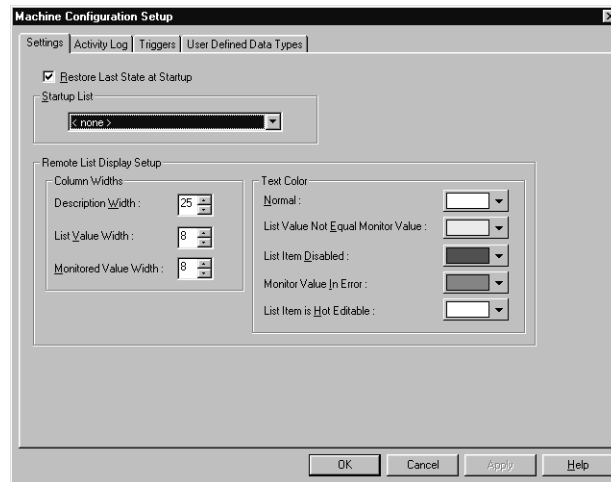 Machine Configuration Setup
Settings Activity Log Triggers User Defined Data Types
Restore Last State at Startup
Startup List
< none >
Remote List Display Setup
Column Widths
Description Width : 25
List Value Width : 8
Monitored Value Width : 8
Text Color
Normal :
List Value Not Equal Monitor Value :
List Item Disabled :
Monitor Value In Error :
List Item is Hot Editable :
OK Cancel Apply Help